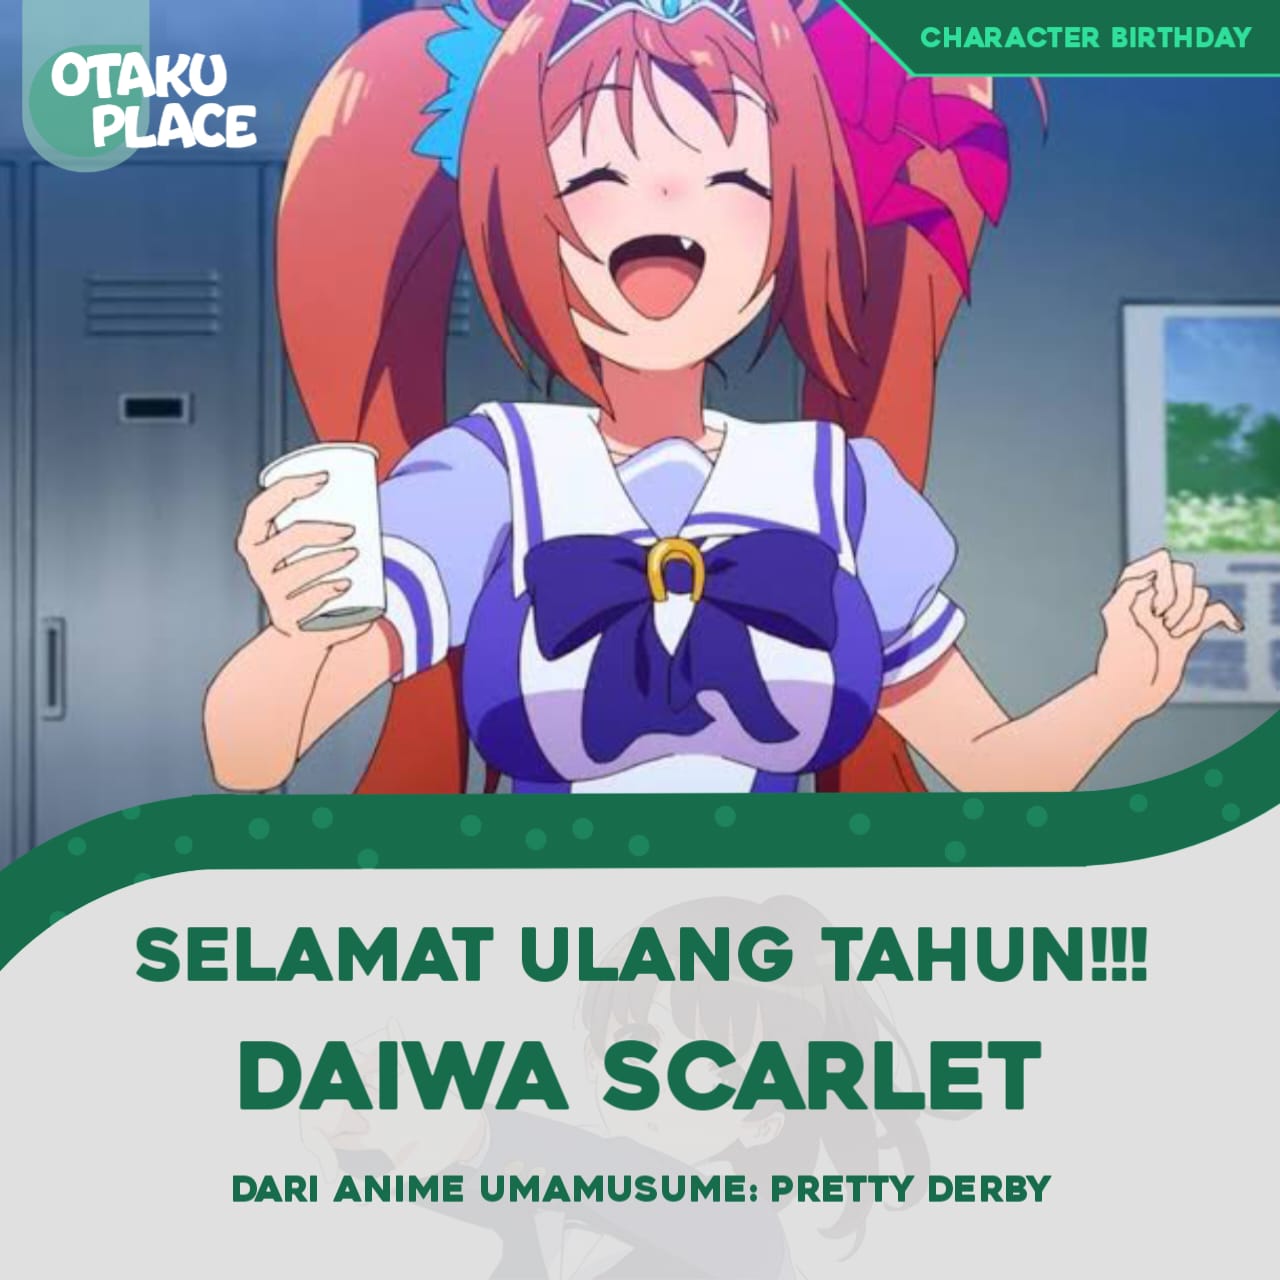 OTAKU
PLACE
CHARACTER BIRTHDAY
SELAMAT ULANG TAHUN!!!
DAIWA SCARLET
DARI ANIME UMAMUSUME: PRETTY DERBY